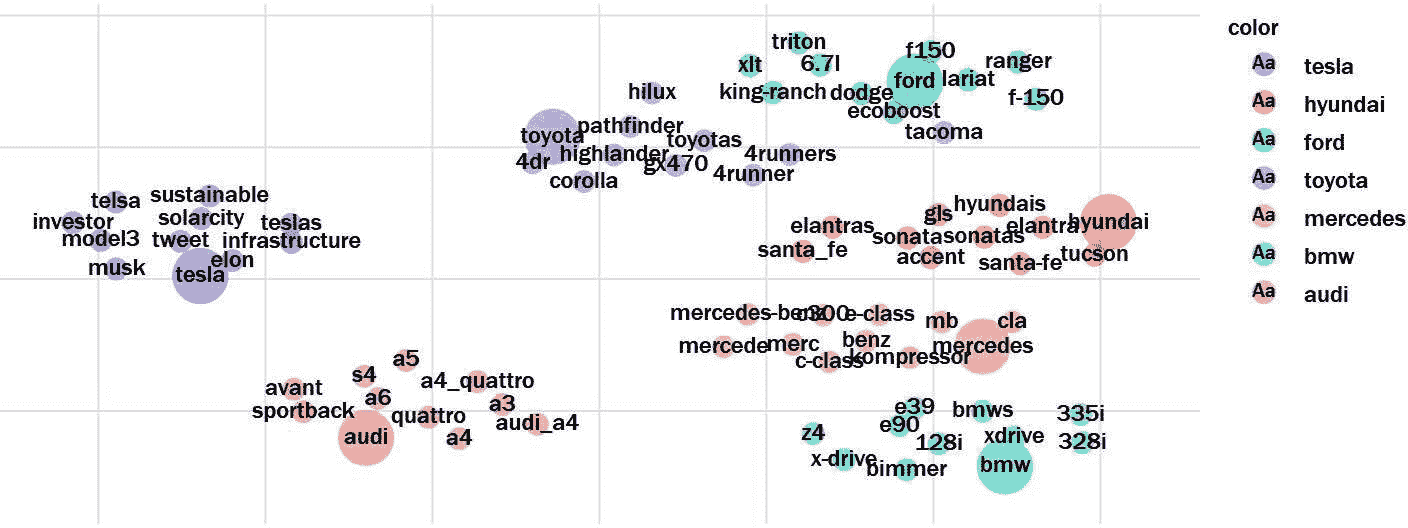 triton
f150
xlt
6.7l
ranger
ford
lariat
hilux
king-ranch
dodge
f-150
ecoboost
toyota
pathfinder
toyotas
tacoma
4dr
highlander
gx470
4runners
corolla
4runner
telsa
sustainable
investor
solarcity
teslas
model3
tweet
infrastructure
musk
tesla
elon
hyundais
gls
elantras
elantra
hyundai
sonatas
sonatas
santa_fe
accent
santa-fe
tucson
mercedes-benz
c300
e-class
mb
cla
mercede
merc
benz
mercedes
c-class
kompressor
a5
s4
a4_quattro
avant
a6
sportback
quattro
a3
audi_a4
audi
a4
e39
bmws
335i
z4
e90
128i
xdrive
328i
x-drive
bimmer
bmw
color
Aa tesla
Aa hyundai
Aa ford
Aa toyota
Aa mercedes
Aa bmw
Aa audi